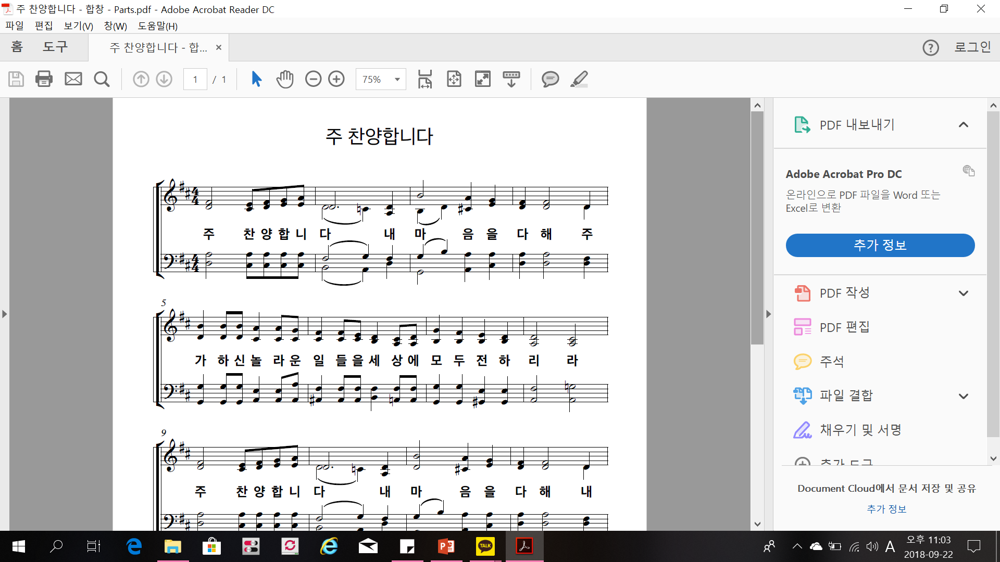 주 찬양합니다 - 합창 - Parts.pdf - Adobe Acrobat Reader DC
파일 편집 보기(V) 창(W) 도움말(H)
홈 도구 주 찬양합니다 - 합... × ? 로그인
1 / 1 75%
주 찬양합니다
주 찬 양 합 니 다 내 마 음 을 다 해 주
5
가 하 신 놀 라 운 일 들 을 세 상 에 모 두 전 하 리 라
9
주 찬 양 합 니 다 내 마 음 을 다 해 내
PDF 내보내기
Adobe Acrobat Pro DC
온라인으로 PDF 파일을 Word 또는
Excel로 변환
추가 정보
PDF 작성
PDF 편집
주석
파일 결합
채우기 및 서명
추가 도구
Document Cloud에서 문서 저장 및 공유
추가 정보
TALK
A
오후 11:03
2018-09-22